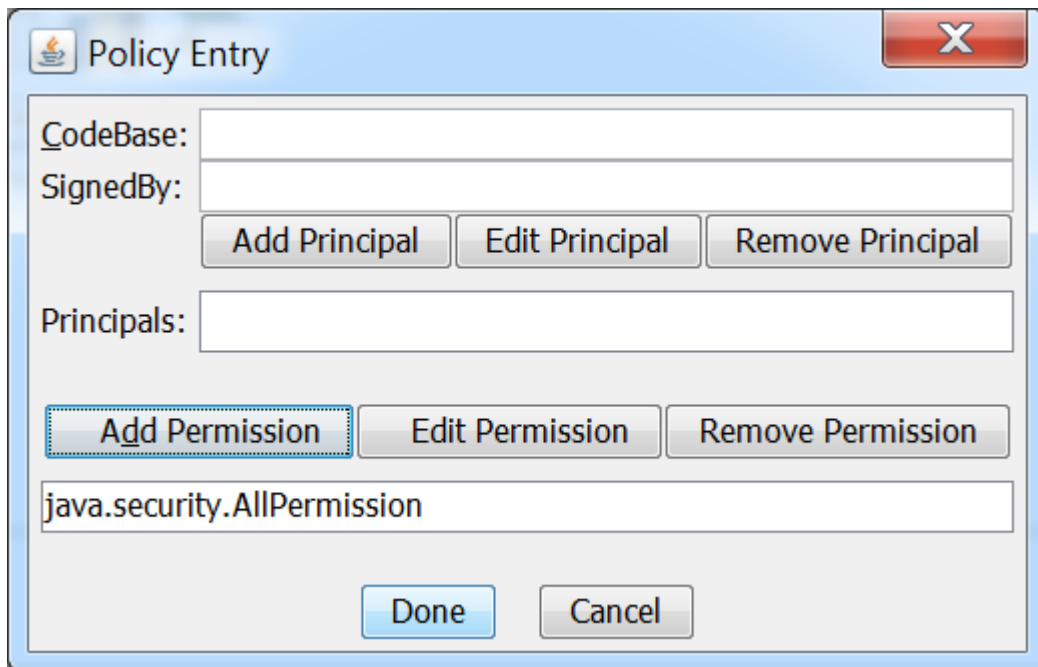 Policy Entry
CodeBase:
SignedBy:
Add Principal Edit Principal Remove Principal
Principals:
Add Permission Edit Permission Remove Permission
java.security.AllPermission
Done Cancel